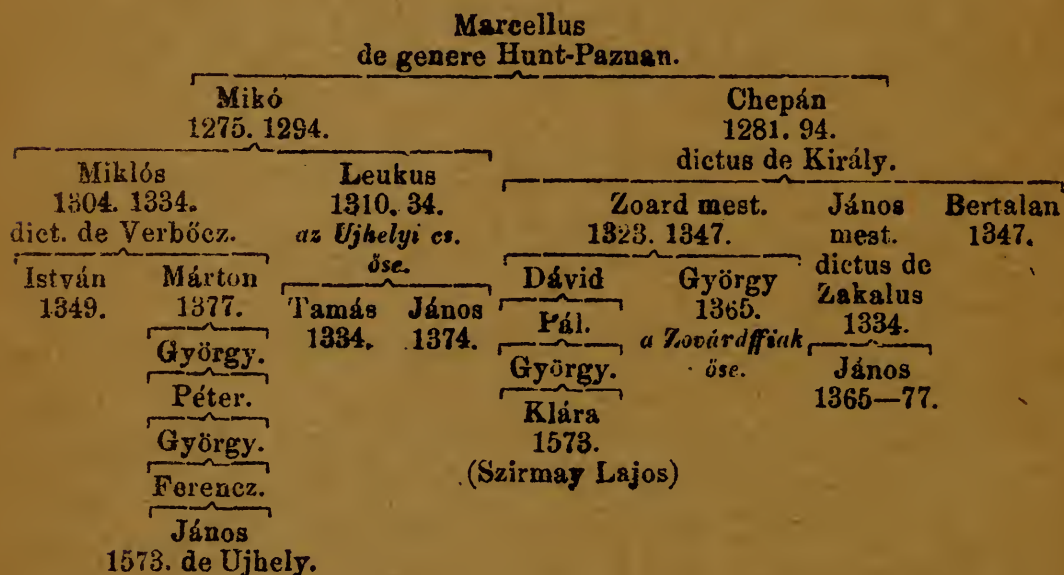 Marcellus
de genere Hunt-Paznan.
Mikó Chepán
1275. 1294. 1281. 94.
dictus de Király.
Miklós Leukus Zoard mest. János Bertalan
1304. 1334. 1310. 34. 1323. 1347. mest. 1347.
dict. de Verbőcz. az Ujhelyi cs. dictus de
őse. Zakalus
István Márton Dávid György 1334.
1349. 1377. Tamás János 1365.
1334. 1374. Pál. a Zovárdffiak
György. György. őse. János
Péter. Klára 1365—77.
György. 1573.
Ferencz. (Szirmay Lajos)
János
1573. de Ujhely.